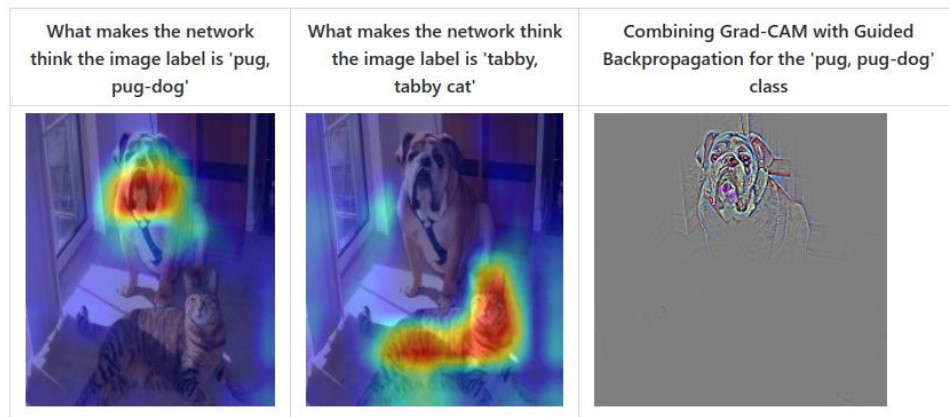 What makes the network
think the image label is 'pug,
pug-dog'
What makes the network think
the image label is 'tabby,
tabby cat'
Combining Grad-CAM with Guided
Backpropagation for the 'pug, pug-dog'
class